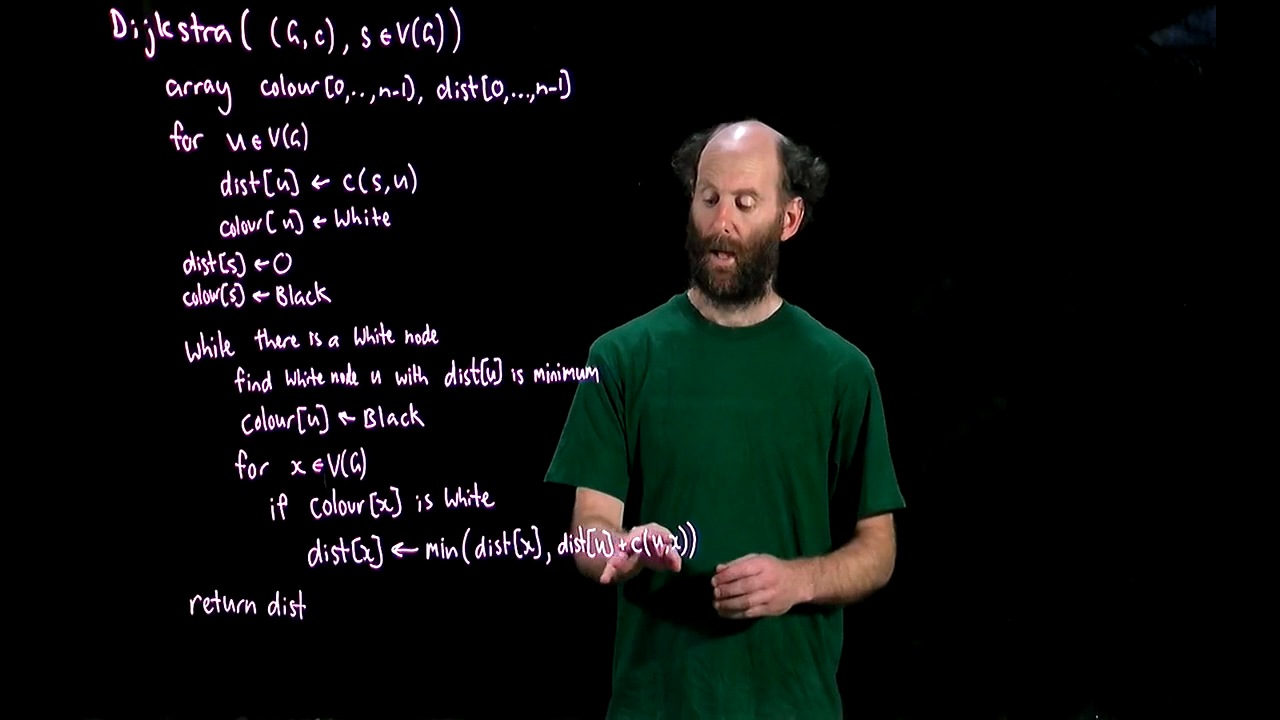 Dijkstra( (G,c), s∈V(G))
array colour[0,..,n-1), dist[0,...,n-1]
for u∈V(G)
dist[u] ← c(s,u)
colour[u] ← White
dist[s] ← 0
colour[s] ← Black
While there is a White node
find White node u with dist[u] is minimum
Colour[u] ← Black
for x∈V(G)
if colour[x] is White
dist[x] ← min(dist[x], dist[u]+c(u,x))
return dist